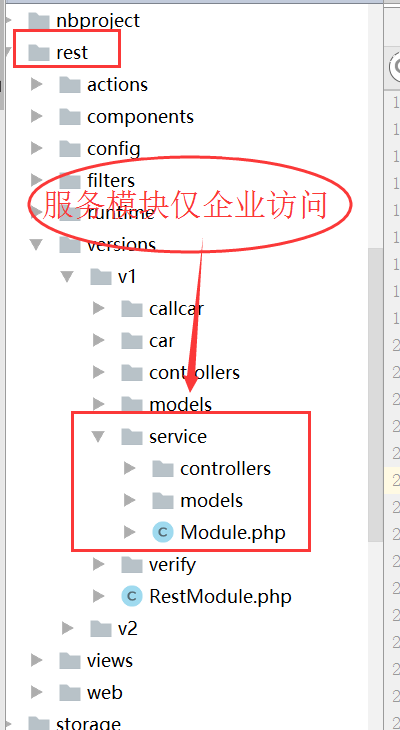 nbproject
rest
actions
components
config
filters
服务模块仅企业访问
runtime
versions
v1
callcar
car
controllers
models
service
controllers
models
C Module.php
verify
C RestModule.php
v2
views
web
storage